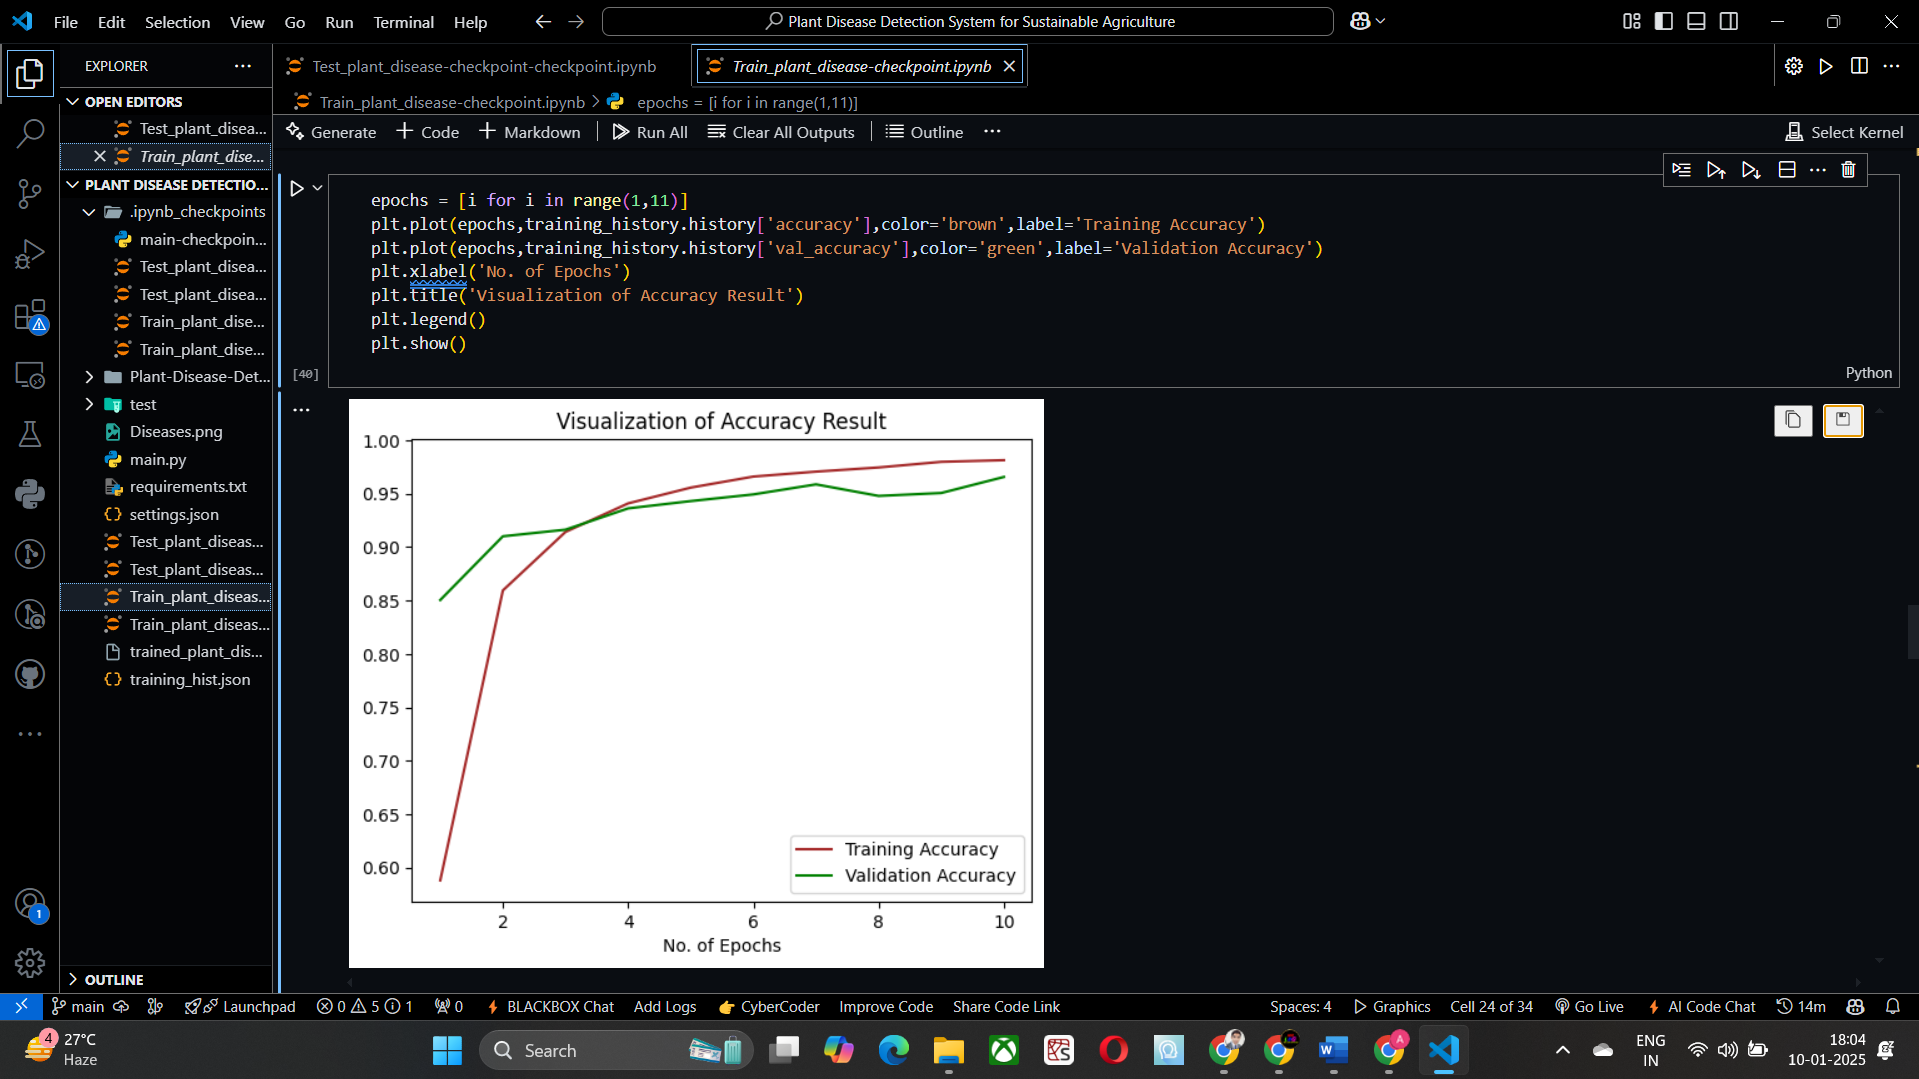 File Edit Selection View Go Run Terminal Help
Plant Disease Detection System for Sustainable Agriculture
EXPLORER
OPEN EDITORS
Test_plant_disea...
Train_plant_dise...
PLANT DISEASE DETECTIO...
.ipynb_checkpoints
main-checkpoin...
Test_plant_disea...
Test_plant_disea...
Train_plant_dise...
Train_plant_dise...
Plant-Disease-Det...
test
Diseases.png
main.py
requirements.txt
settings.json
Test_plant_diseas...
Test_plant_diseas...
Train_plant_diseas...
Train_plant_diseas...
trained_plant_dis...
training_hist.json
OUTLINE
Test_plant_disease-checkpoint-checkpoint.ipynb
Train_plant_disease-checkpoint.ipynb
Train_plant_disease-checkpoint.ipynb > epochs = [i for i in range(1,11)]
Generate + Code + Markdown Run All Clear All Outputs Outline ...
Select Kernel
epochs = [i for i in range(1,11)]
plt.plot(epochs,training_history.history['accuracy'],color='brown',label='Training Accuracy')
plt.plot(epochs,training_history.history['val_accuracy'],color='green',label='Validation Accuracy')
plt.xlabel('No. of Epochs')
plt.title('Visualization of Accuracy Result')
plt.legend()
plt.show()
[40]
Python
Visualization of Accuracy Result
1.00
0.95
0.90
0.85
0.80
0.75
0.70
0.65
0.60
Training Accuracy
Validation Accuracy
2 4 6 8 10
No. of Epochs
1
main Launchpad 0 5 1 0 BLACKBOX Chat Add Logs CyberCoder Improve Code Share Code Link
Spaces: 4 Graphics Cell 24 of 34 Go Live AI Code Chat 14m
4
27°C
Haze
Search
A
ENG
IN
18:04
10-01-2025